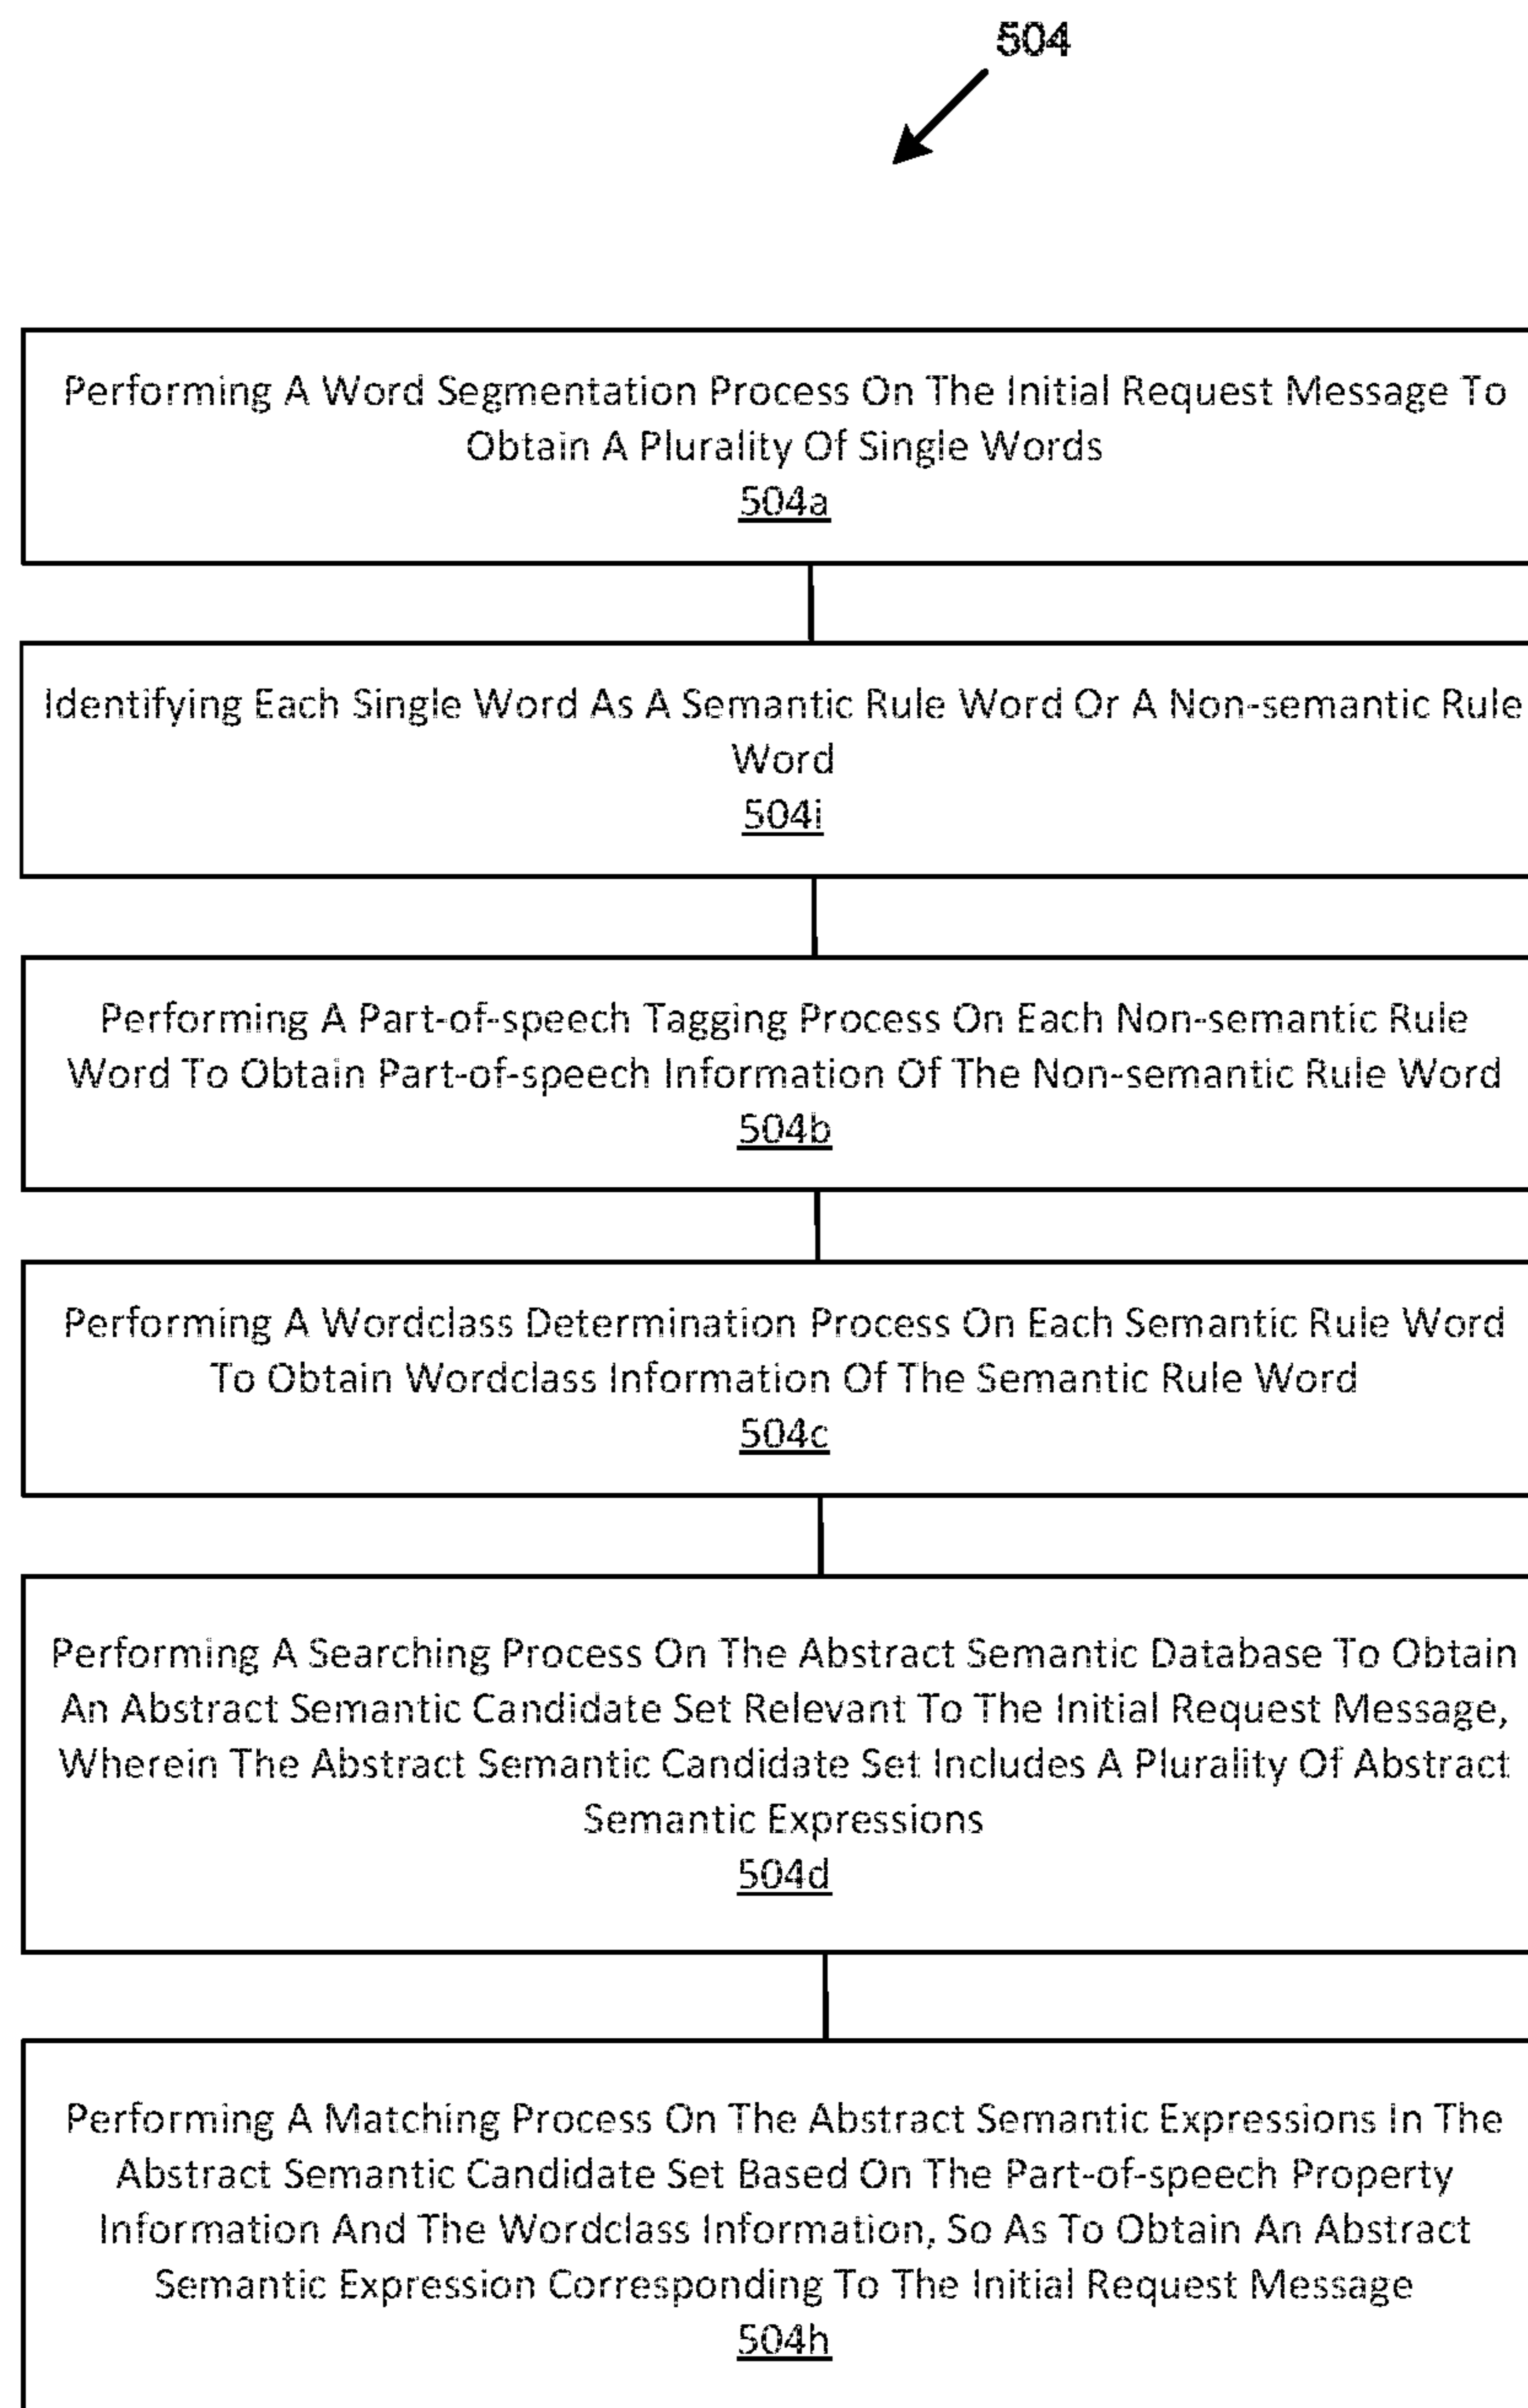 504
Performing A Word Segmentation Process On The Initial Request Message To
Obtain A Plurality Of Single Words
504a
Identifying Each Single Word As A Semantic Rule Word Or A Non-semantic Rule
Word
504i
Performing A Part-of-speech Tagging Process On Each Non-semantic Rule
Word To Obtain Part-of-speech Information Of The Non-semantic Rule Word
504b
Performing A Wordclass Determination Process On Each Semantic Rule Word
To Obtain Wordclass Information Of The Semantic Rule Word
504c
Performing A Searching Process On The Abstract Semantic Database To Obtain
An Abstract Semantic Candidate Set Relevant To The Initial Request Message,
Wherein The Abstract Semantic Candidate Set Includes A Plurality Of Abstract
Semantic Expressions
504d
Performing A Matching Process On The Abstract Semantic Expressions In The
Abstract Semantic Candidate Set Based On The Part-of-speech Property
Information And The Wordclass Information, So As To Obtain An Abstract
Semantic Expression Corresponding To The Initial Request Message
504h